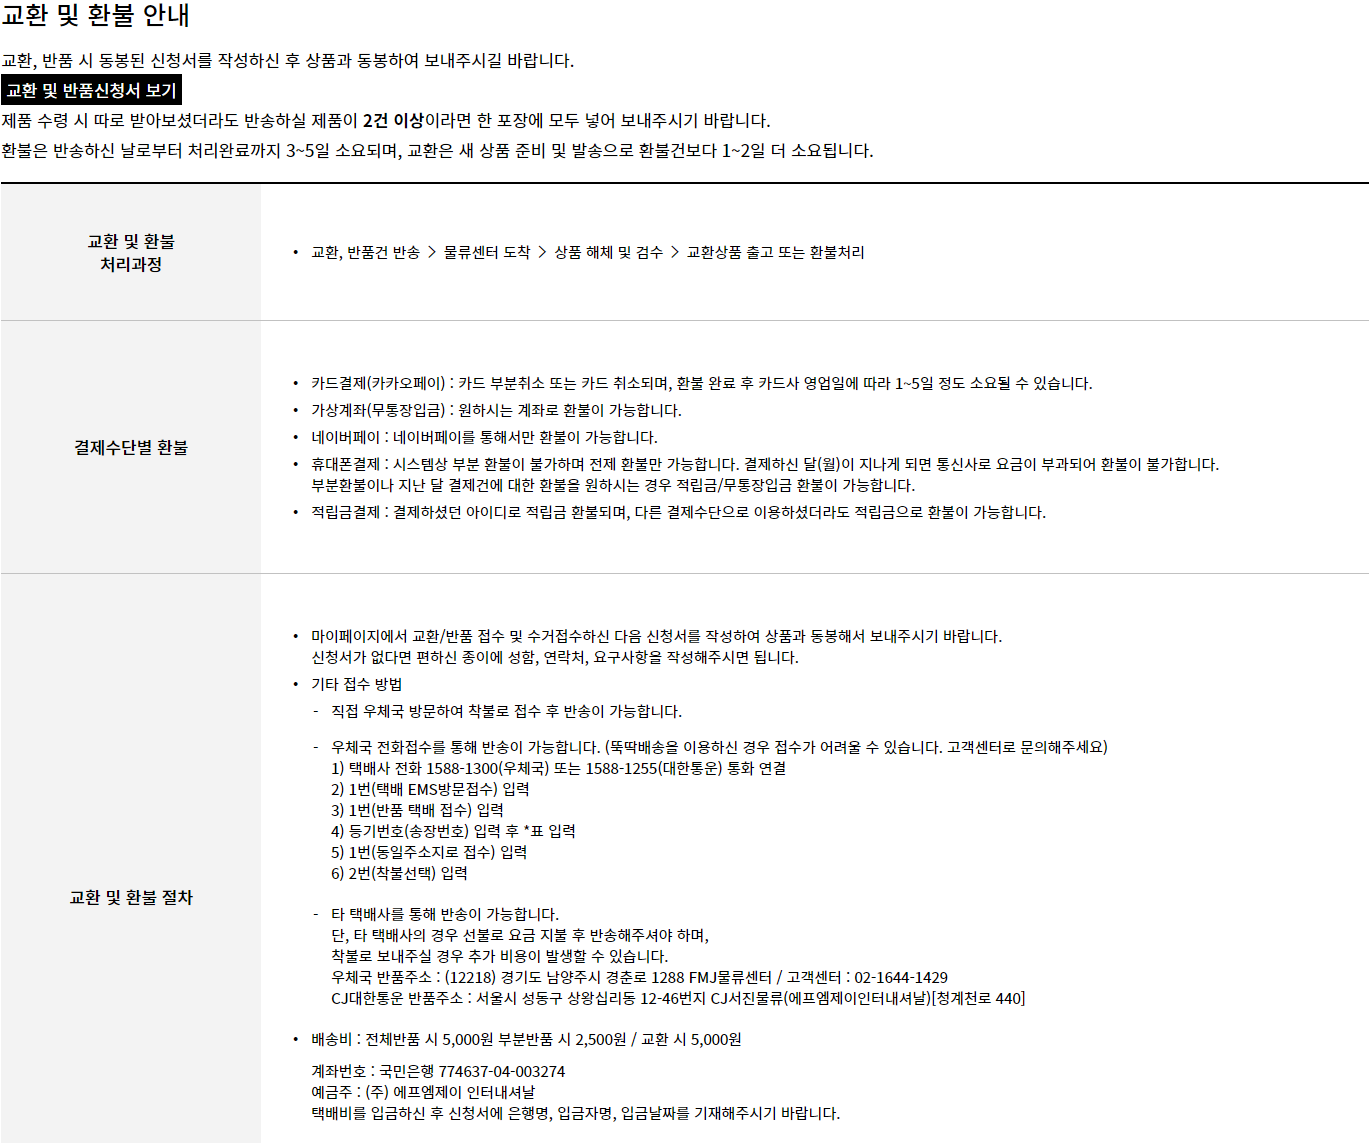 교환 및 환불 안내
교환, 반품 시 동봉된 신청서를 작성하신 후 상품과 동봉하여 보내주시길 바랍니다.
교환 및 반품신청서 보기
제품 수령 시 따로 받아보셨더라도 반송하실 제품이 2건 이상이라면 한 포장에 모두 넣어 보내주시기 바랍니다.
환불은 반송하신 날로부터 처리완료까지 3~5일 소요되며, 교환은 새 상품 준비 및 발송으로 환불건보다 1~2일 더 소요됩니다.
교환 및 환불
처리과정
• 교환, 반품건 반송 > 물류센터 도착 > 상품 해체 및 검수 > 교환상품 출고 또는 환불처리
결제수단별 환불
• 카드결제(카카오페이) : 카드 부분취소 또는 카드 취소되며, 환불 완료 후 카드사 영업일에 따라 1~5일 정도 소요될 수 있습니다.
• 가상계좌(무통장입금) : 원하시는 계좌로 환불이 가능합니다.
• 네이버페이 : 네이버페이를 통해서만 환불이 가능합니다.
• 휴대폰결제 : 시스템상 부분 환불이 불가하며 전제 환불만 가능합니다. 결제하신 달(월)이 지나게 되면 통신사로 요금이 부과되어 환불이 불가합니다.
부분환불이나 지난 달 결제건에 대한 환불을 원하시는 경우 적립금/무통장입금 환불이 가능합니다.
• 적립금결제 : 결제하셨던 아이디로 적립금 환불되며, 다른 결제수단으로 이용하셨더라도 적립금으로 환불이 가능합니다.
교환 및 환불 절차
• 마이페이지에서 교환/반품 접수 및 수거접수하신 다음 신청서를 작성하여 상품과 동봉해서 보내주시기 바랍니다.
신청서가 없다면 편하신 종이에 성함, 연락처, 요구사항을 작성해주시면 됩니다.
• 기타 접수 방법
- 직접 우체국 방문하여 착불로 접수 후 반송이 가능합니다.
- 우체국 전화접수를 통해 반송이 가능합니다. (뚝딱배송을 이용하신 경우 접수가 어려울 수 있습니다. 고객센터로 문의해주세요)
1) 택배사 전화 1588-1300(우체국) 또는 1588-1255(대한통운) 통화 연결
2) 1번(택배 EMS방문접수) 입력
3) 1번(반품 택배 접수) 입력
4) 등기번호(송장번호) 입력 후 *표 입력
5) 1번(동일주소지로 접수) 입력
6) 2번(착불선택) 입력
- 타 택배사를 통해 반송이 가능합니다.
단, 타 택배사의 경우 선불로 요금 지불 후 반송해주셔야 하며,
착불로 보내주실 경우 추가 비용이 발생할 수 있습니다.
우체국 반품주소 : (12218) 경기도 남양주시 경춘로 1288 FMJ물류센터 / 고객센터 : 02-1644-1429
CJ대한통운 반품주소 : 서울시 성동구 상왕십리동 12-46번지 CJ서진물류(에프엠제이인터내셔날)[청계천로 440]
• 배송비 : 전체반품 시 5,000원 부분반품 시 2,500원 / 교환 시 5,000원
계좌번호 : 국민은행 774637-04-003274
예금주 : (주) 에프엠제이 인터내셔날
택배비를 입금하신 후 신청서에 은행명, 입금자명, 입금날짜를 기재해주시기 바랍니다.